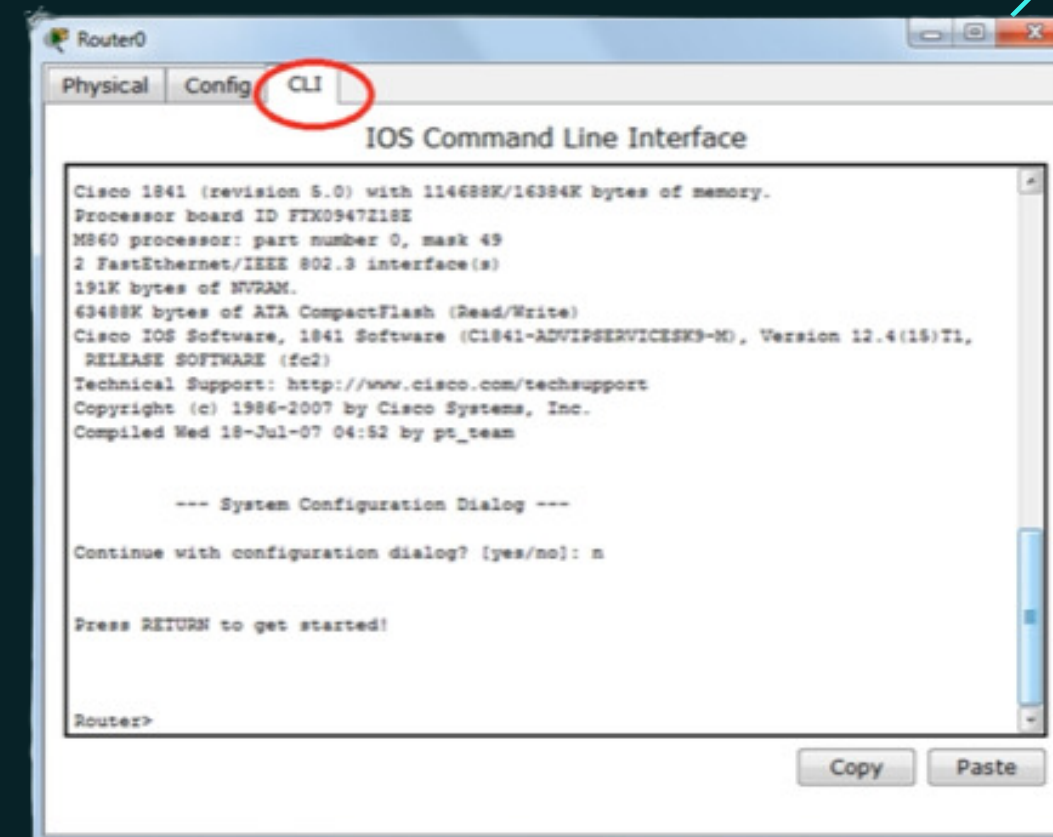 Router0
Physical Config CLI
IOS Command Line Interface
Cisco 1841 (revision 5.0) with 114688K/16384K bytes of memory.
Processor board ID FTX0947Z18E
M860 processor: part number 0, mask 49
2 FastEthernet/IEEE 802.3 interface(s)
191K bytes of NVRAM.
63488K bytes of ATA CompactFlash (Read/Write)
Cisco IOS Software, 1841 Software (C1841-ADVIPSERVICESK9-M), Version 12.4(15)T1,
RELEASE SOFTWARE (fc2)
Technical Support: http://www.cisco.com/techsupport
Copyright (c) 1986-2007 by Cisco Systems, Inc.
Compiled Wed 18-Jul-07 04:52 by pt_team
--- System Configuration Dialog ---
Continue with configuration dialog? [yes/no]: n
Press RETURN to get started!
Router>
Copy Paste